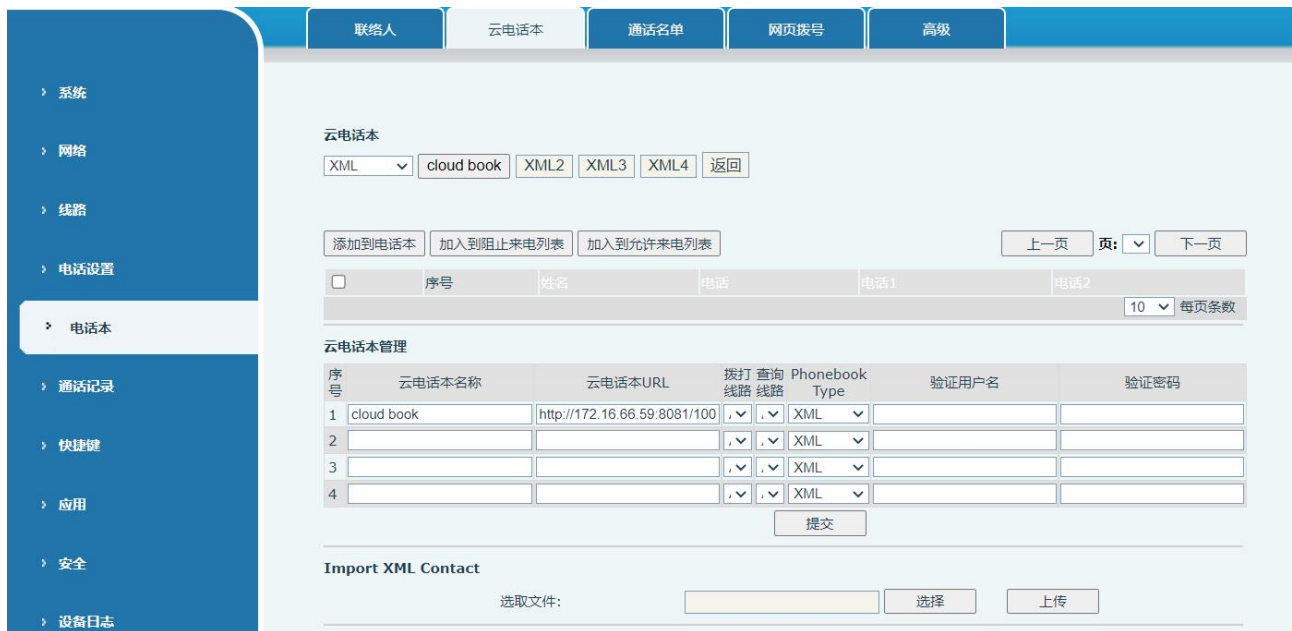 联络人 云电话本 通话名单 网页拨号 高级
系统
网络
线路
电话设置
电话本
通话记录
快捷键
应用
安全
设备日志
云电话本
XML cloud book XML2 XML3 XML4 返回
添加到电话本 加入到阻止来电列表 加入到允许来电列表 上一页 页: 下一页
序号 姓名 电话 电话1 电话2
10 每页条数
云电话本管理
序号 云电话本名称 云电话本URL 拨打线路 查询线路 Phonebook Type 验证用户名 验证密码
1 cloud book http://172.16.66.59:8081/100 XML
2 XML
3 XML
4 XML
提交
Import XML Contact
选取文件: 选择 上传